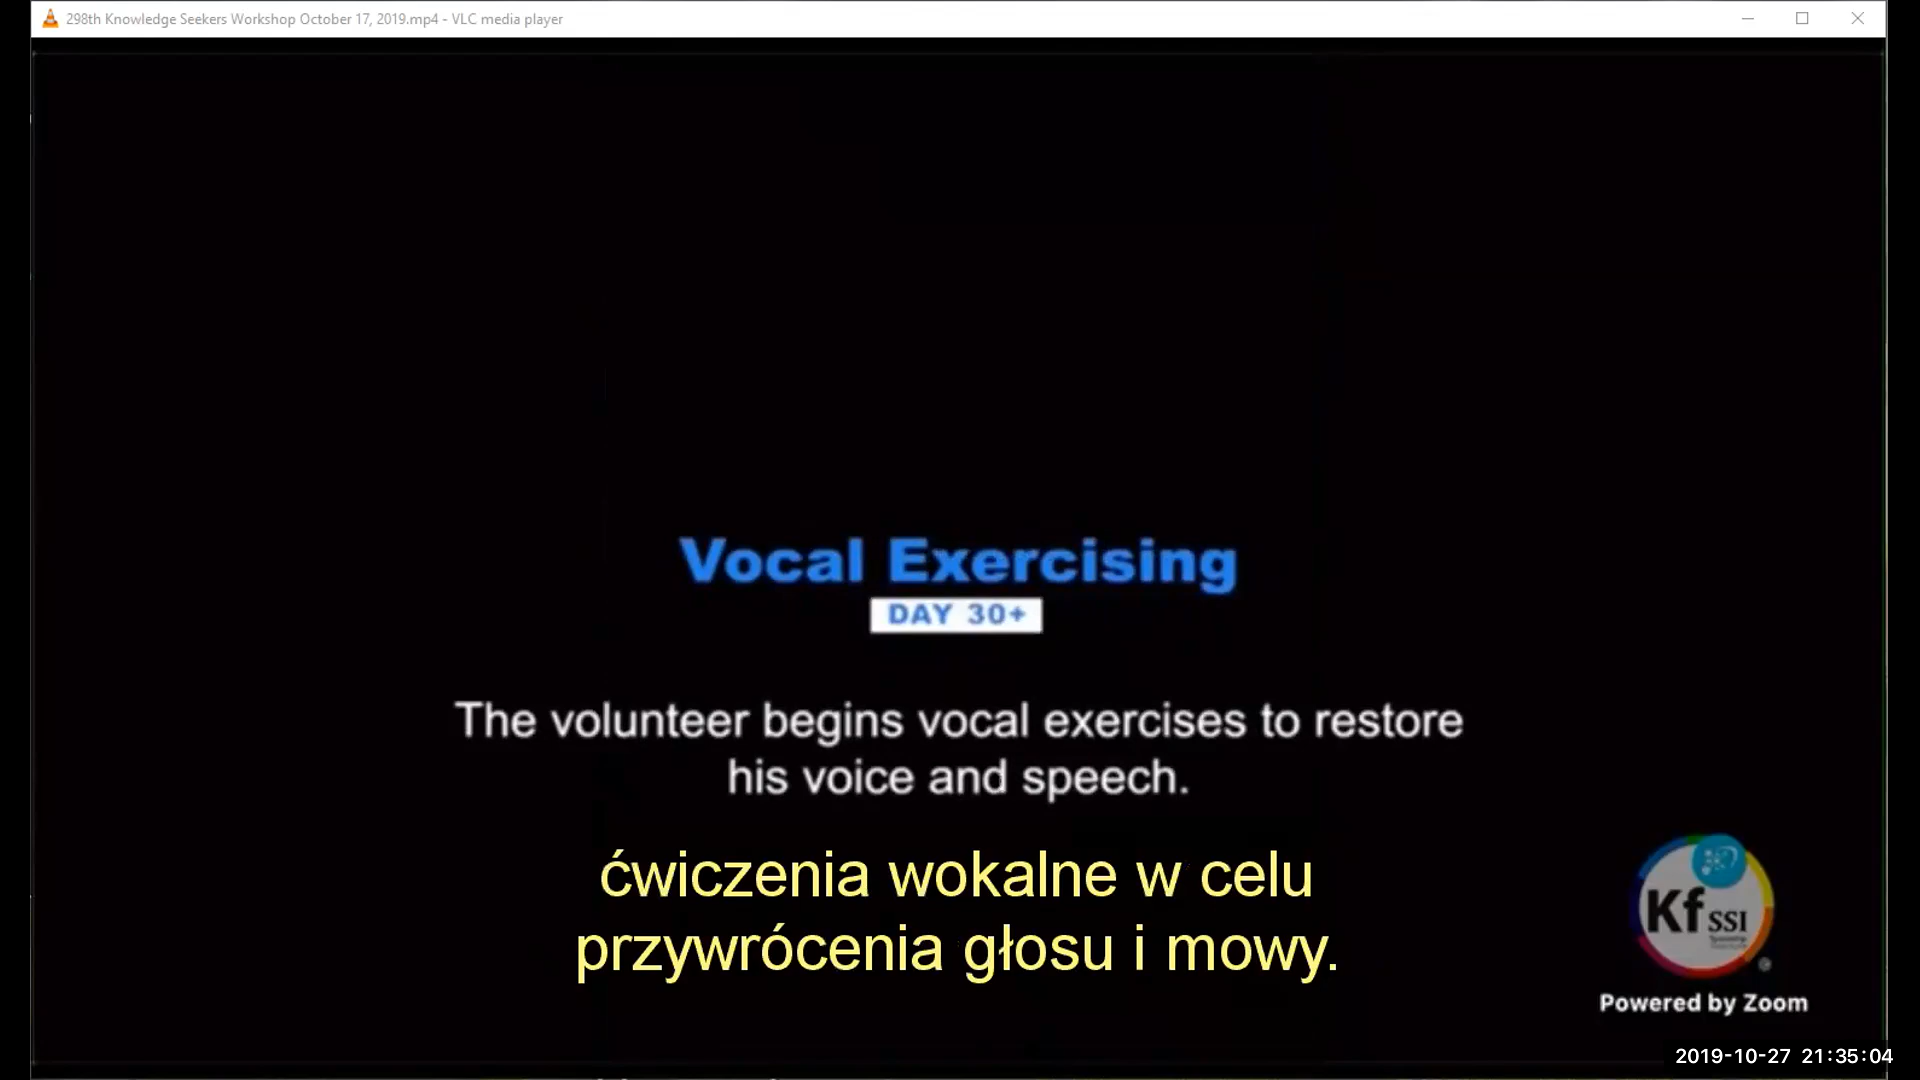 298th Knowledge Seekers Workshop October 17, 2019.mp4 - VLC media player
Vocal Exercising
DAY 30+
The volunteer begins vocal exercises to restore
his voice and speech.
ćwiczenia wokalne w celu
przywrócenia głosu i mowy.
Kf SSI
Powered by Zoom
2019-10-27 21:35:04